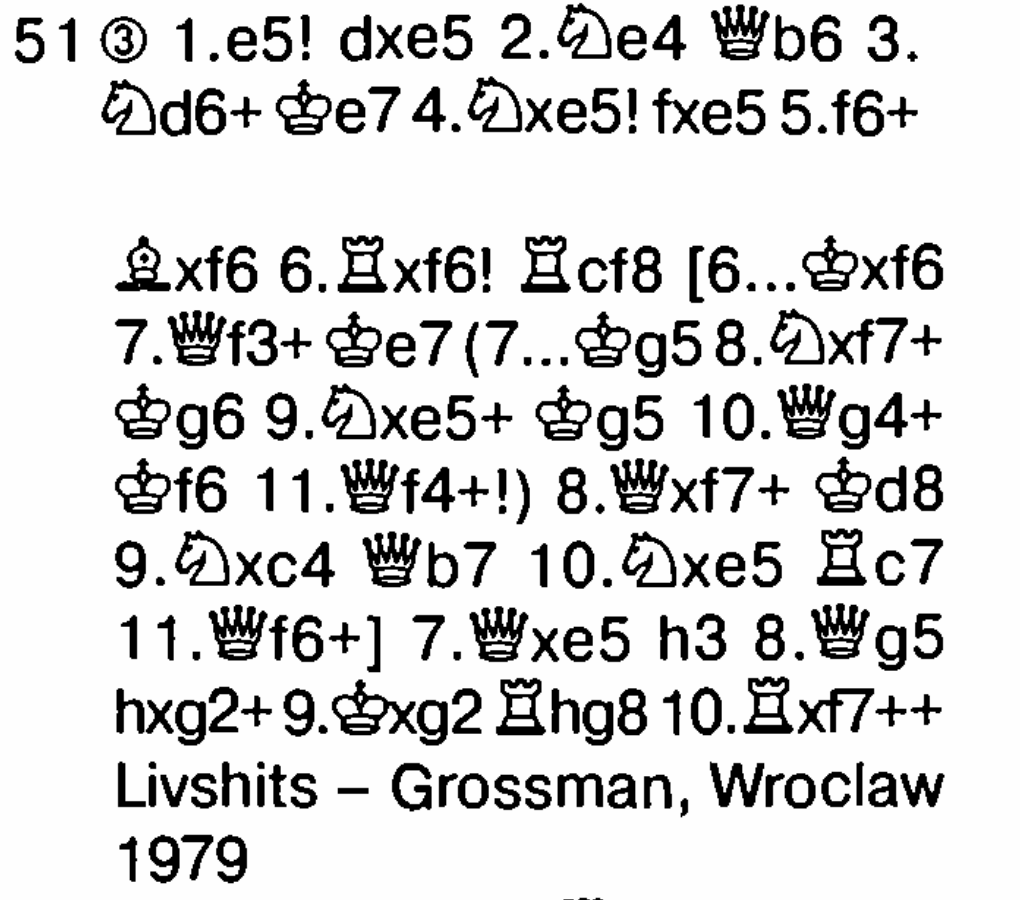 51 ③ 1.e5! dxe5 2.♘e4 ♕b6 3.
♘d6+ ♔e7 4.♘xe5! fxe5 5.f6+
♗xf6 6.♖xf6! ♖cf8 [6...♔xf6
7.♕f3+ ♔e7 (7...♔g5 8.♘xf7+
♔g6 9.♘xe5+ ♔g5 10.♕g4+
♔f6 11.♕f4+!) 8.♕xf7+ ♔d8
9.♘xc4 ♕b7 10.♘xe5 ♖c7
11.♕f6+] 7.♕xe5 h3 8.♕g5
hxg2+ 9.♔xg2 ♖hg8 10.♖xf7++
Livshits – Grossman, Wroclaw
1979